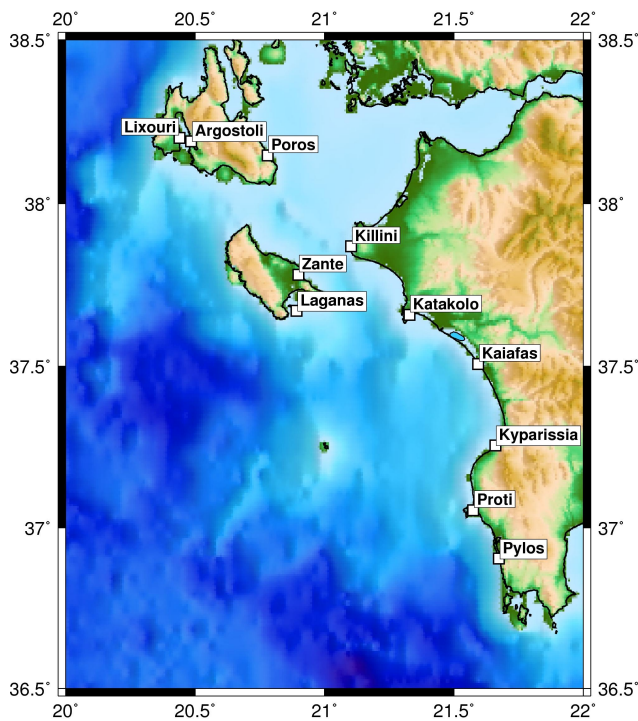 20˚ 20.5˚ 21˚ 21.5˚ 22˚
38.5˚ 38.5˚
Lixouri Argostoli
Poros
38˚ 38˚
Killini
Zante
Laganas
Katakolo
37.5˚ 37.5˚
Kaiafas
Kyparissia
Proti
37˚ 37˚
Pylos
36.5˚ 36.5˚
20˚ 20.5˚ 21˚ 21.5˚ 22˚